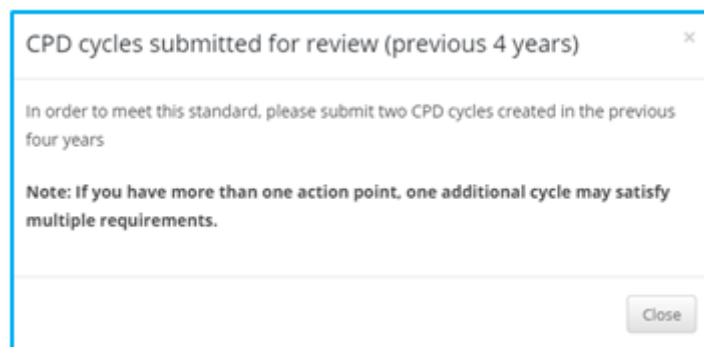 CPD cycles submitted for review (previous 4 years) ×
In order to meet this standard, please submit two CPD cycles created in the previous
four years
Note: If you have more than one action point, one additional cycle may satisfy
multiple requirements.
Close